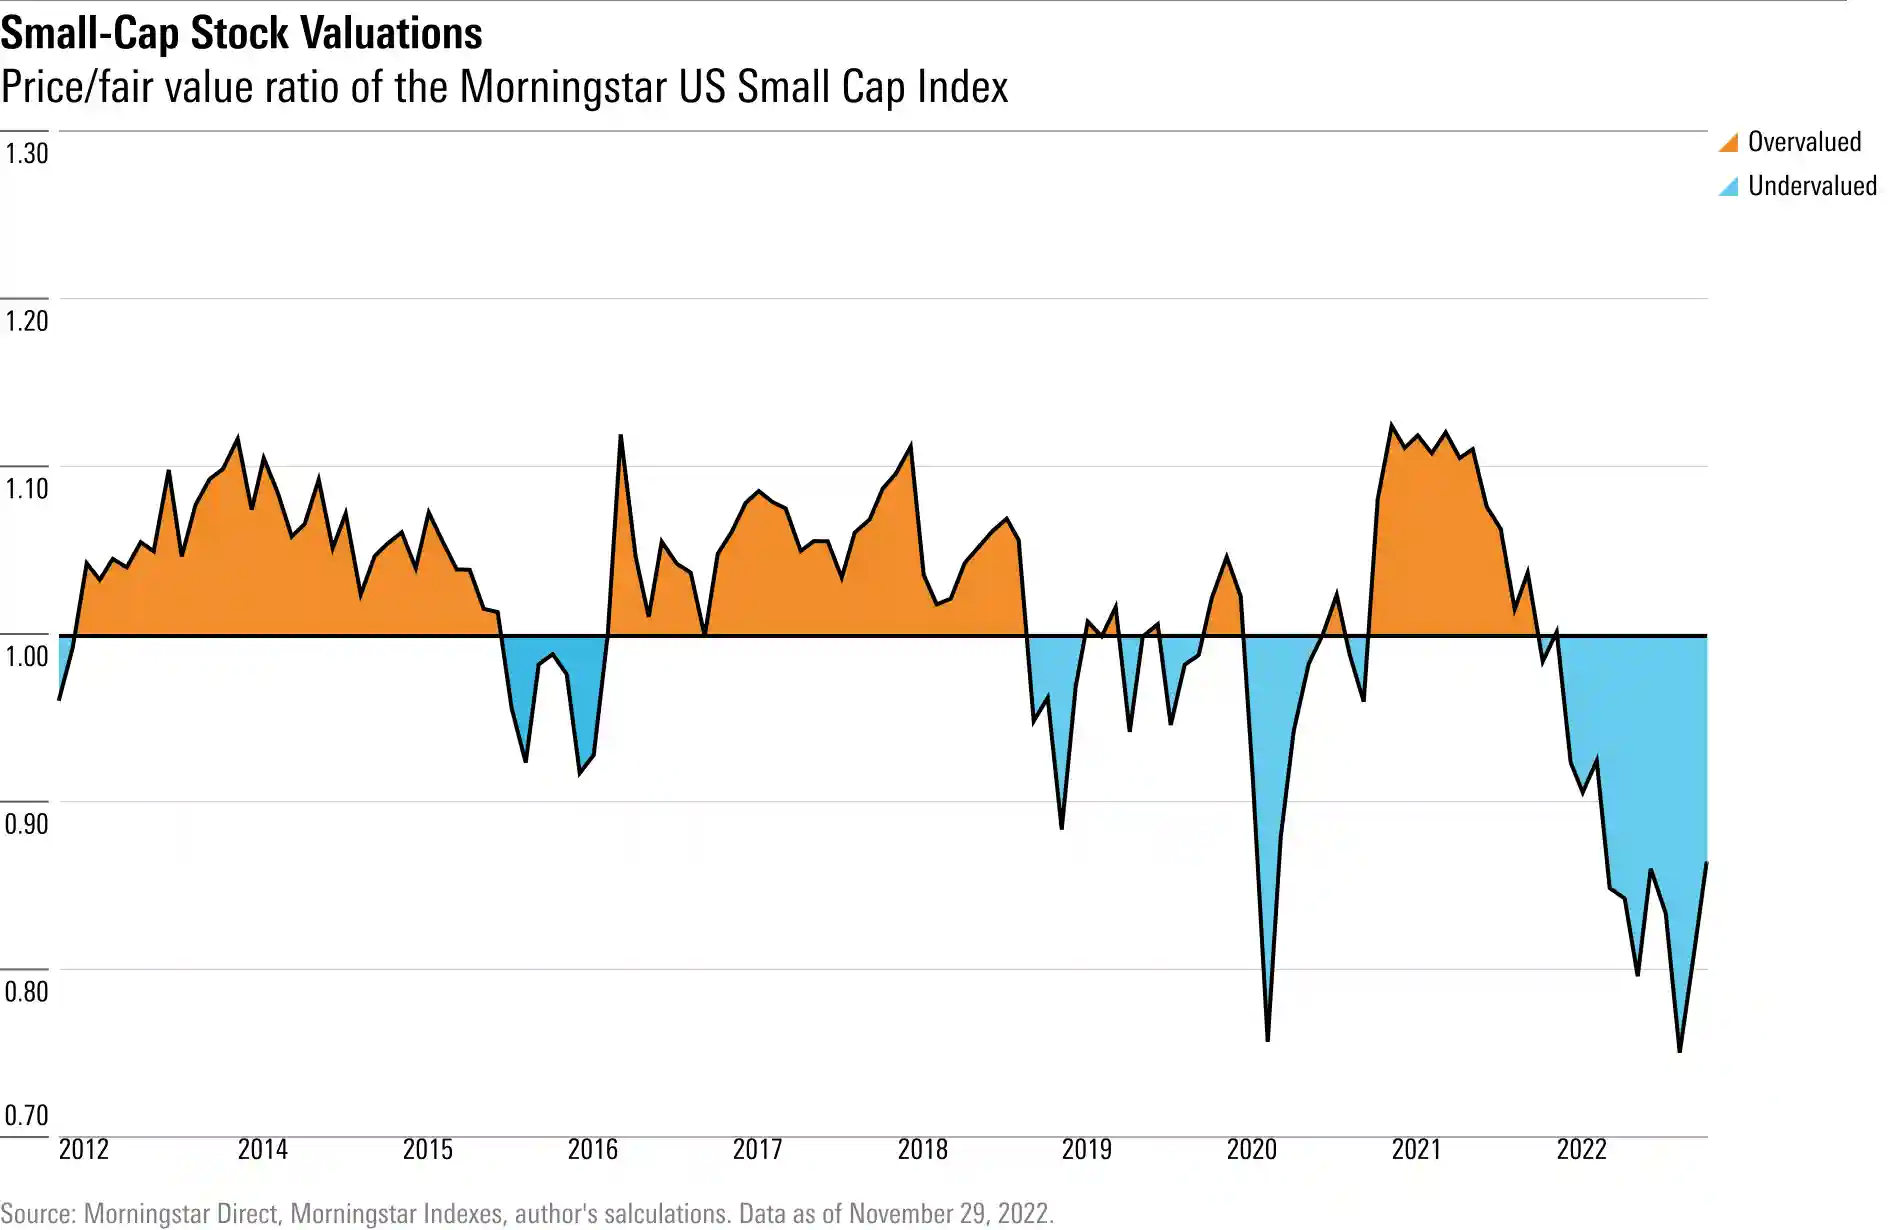 Small-Cap Stock Valuations
Price/fair value ratio of the Morningstar US Small Cap Index
1.30
Overvalued
Undervalued
1.20
1.10
1.00
0.90
0.80
0.70
2012 2014 2015 2016 2017 2018 2019 2020 2021 2022
Source: Morningstar Direct, Morningstar Indexes, author's salculations. Data as of November 29, 2022.